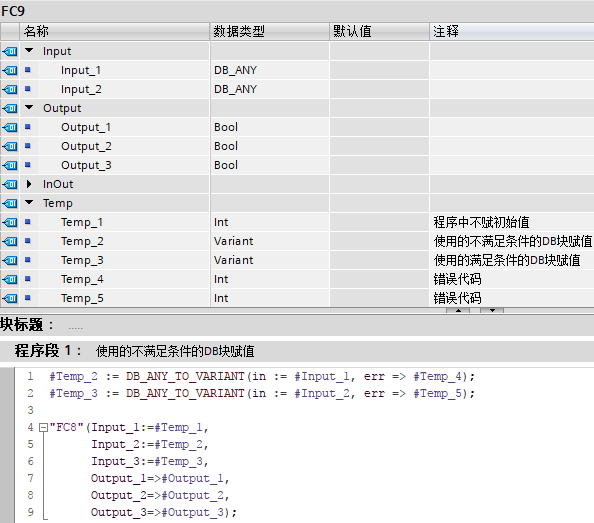 FC9
名称 数据类型 默认值 注释
Input
Input_1 DB_ANY
Input_2 DB_ANY
Output
Output_1 Bool
Output_2 Bool
Output_3 Bool
InOut
Temp
Temp_1 Int 程序中不赋初始值
Temp_2 Variant 使用的不满足条件的DB块赋值
Temp_3 Variant 使用的满足条件的DB块赋值
Temp_4 Int 错误代码
Temp_5 Int 错误代码
块标题： .....
程序段 1： 使用的不满足条件的DB块赋值
1 #Temp_2 := DB_ANY_TO_VARIANT(in := #Input_1, err => #Temp_4);
2 #Temp_3 := DB_ANY_TO_VARIANT(in := #Input_2, err => #Temp_5);
3
4 "FC8"(Input_1:=#Temp_1,
5 Input_2:=#Temp_2,
6 Input_3:=#Temp_3,
7 Output_1=>#Output_1,
8 Output_2=>#Output_2,
9 Output_3=>#Output_3);